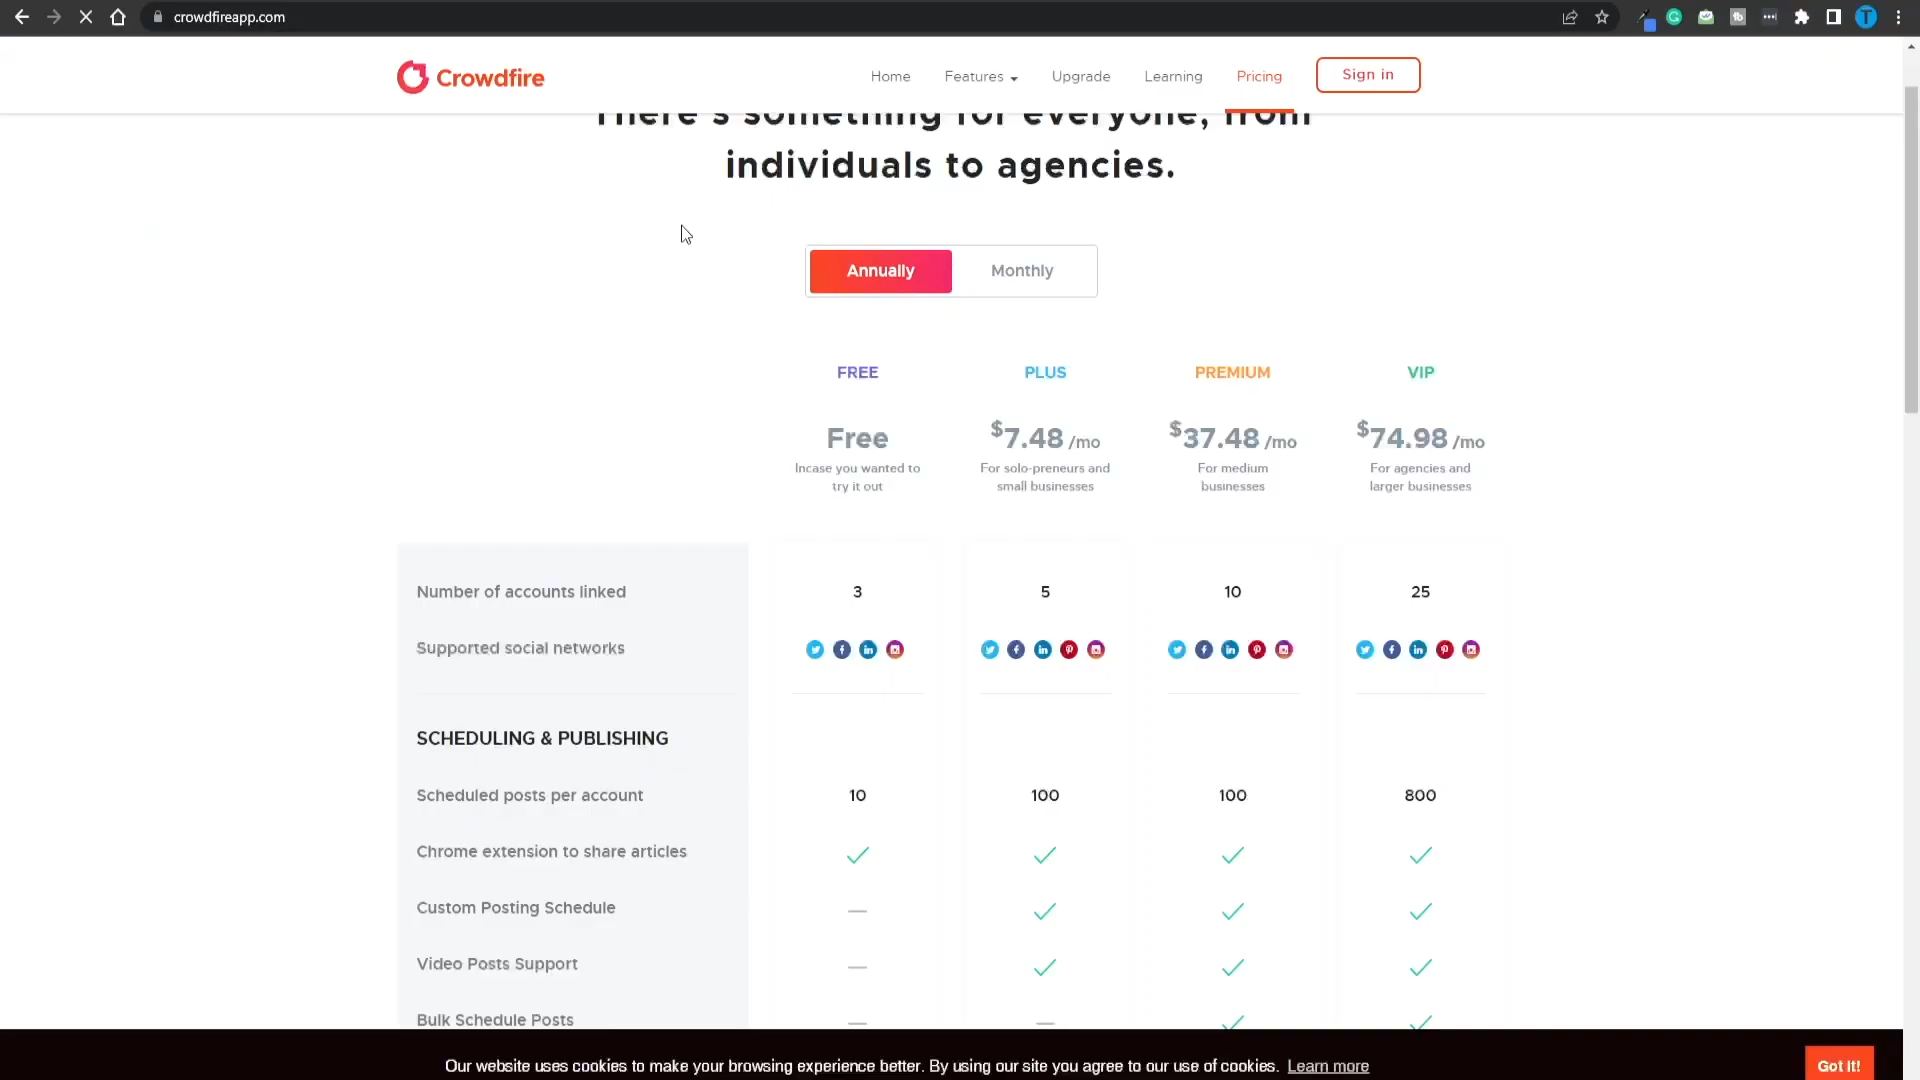 crowdfireapp.com
Crowdfire
Home Features Upgrade Learning Pricing Sign in
There's something for everyone, from
individuals to agencies.
Annually Monthly
FREE PLUS PREMIUM VIP
Free $7.48 /mo $37.48 /mo $74.98 /mo
Incase you wanted to For solo-preneurs and For medium For agencies and
try it out small businesses businesses larger businesses
Number of accounts linked 3 5 10 25
Supported social networks
SCHEDULING & PUBLISHING
Scheduled posts per account 10 100 100 800
Chrome extension to share articles
Custom Posting Schedule
Video Posts Support
Bulk Schedule Posts
Our website uses cookies to make your browsing experience better. By using our site you agree to our use of cookies. Learn more Got It!